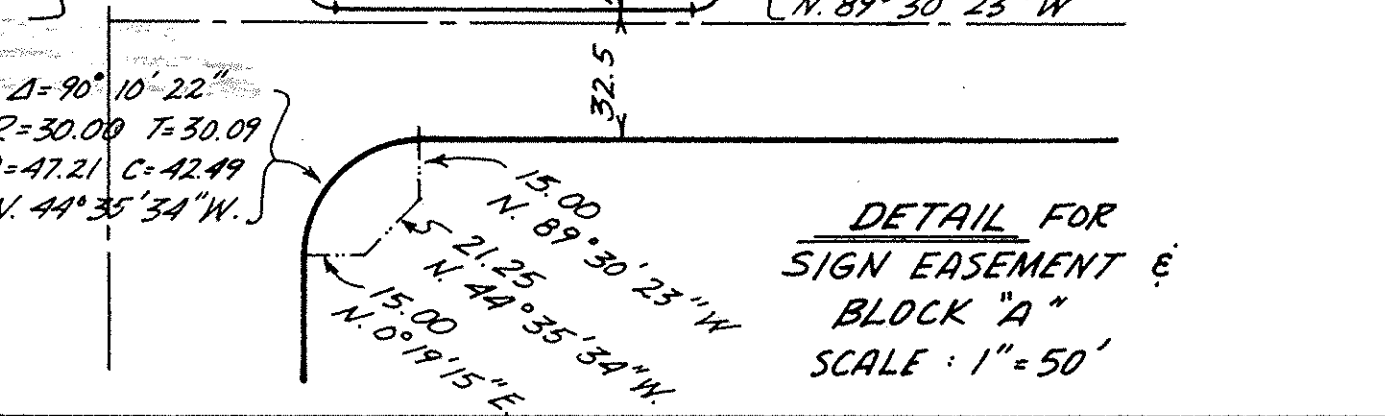 N. 89°30'23"W
32.5
Δ=90°10'22"
R=30.00 T=30.09
=47.21 C=42.49
N. 44°35'34"W.
15.00
N. 89°30'23"W
21.25
N. 44°35'34"W.
15.00
N. 0°19'15"E.
DETAIL FOR
SIGN EASEMENT &
BLOCK "A"
SCALE : 1"=50'